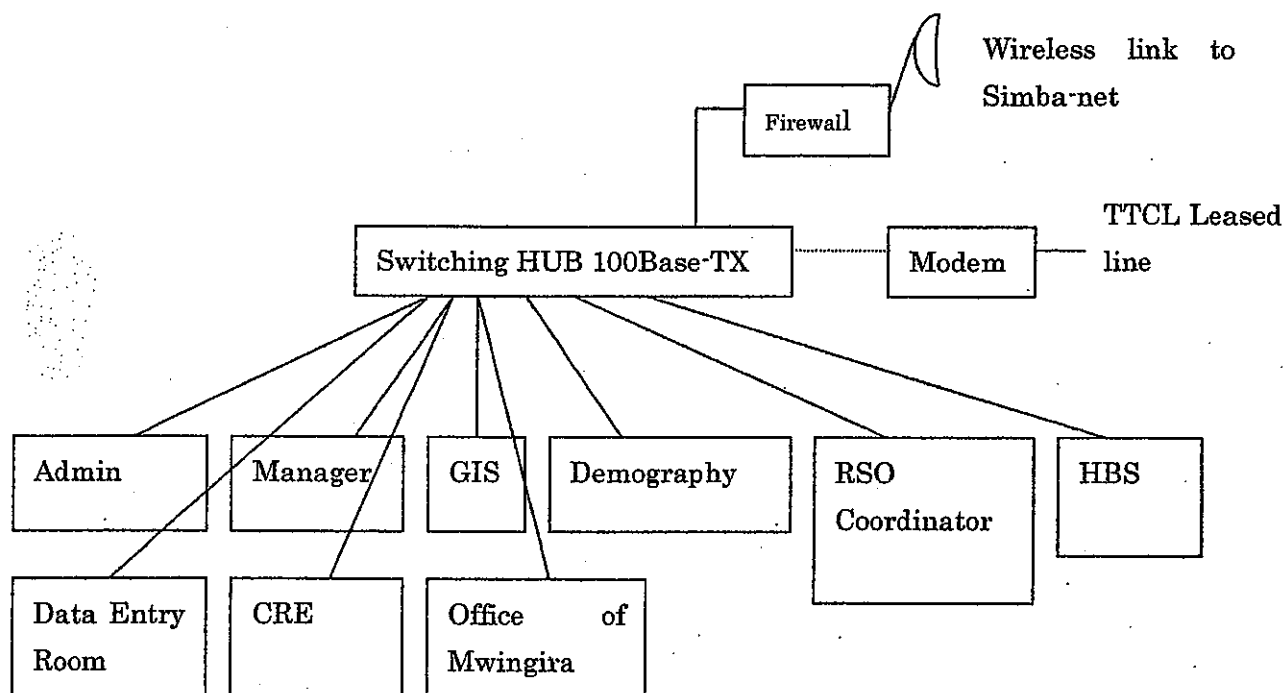 Wireless link to
Simba-net
Firewall
TTCL Leased
line
Switching HUB 100Base-TX
Modem
Admin
Manager
GIS
Demography
RSO
Coordinator
HBS
Data Entry
Room
CRE
Office of
Mwingira